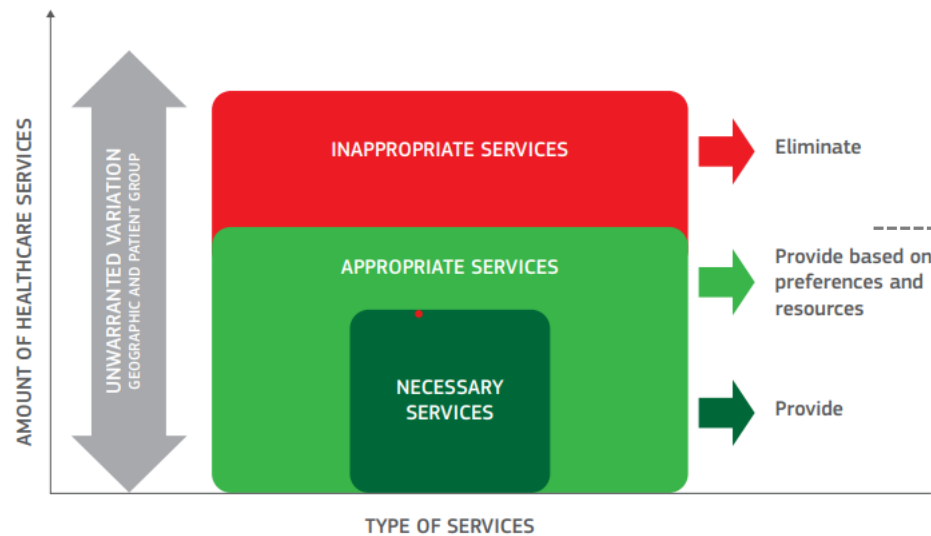 AMOUNT OF HEALTHCARE SERVICES
UNWARRANTED VARIATION
GEOGRAPHIC AND PATIENT GROUP
INAPPROPRIATE SERVICES
Eliminate
APPROPRIATE SERVICES
Provide based on
preferences and
resources
NECESSARY
SERVICES
Provide
TYPE OF SERVICES